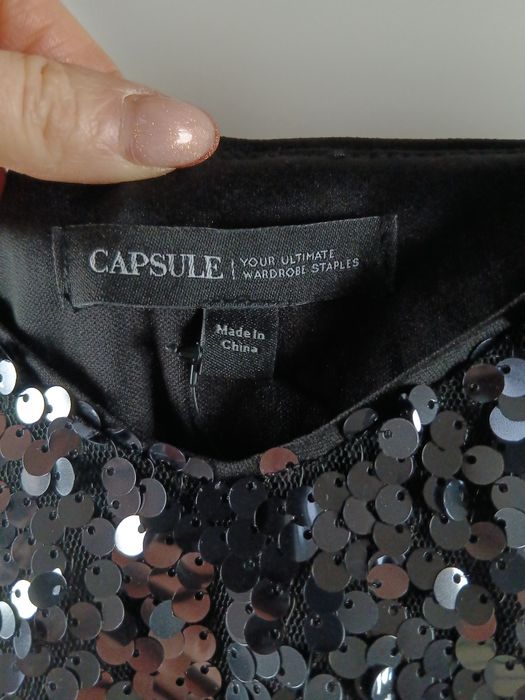 CAPSULE
YOUR ULTIMATE
WARDROBE STAPLES
Made In
China